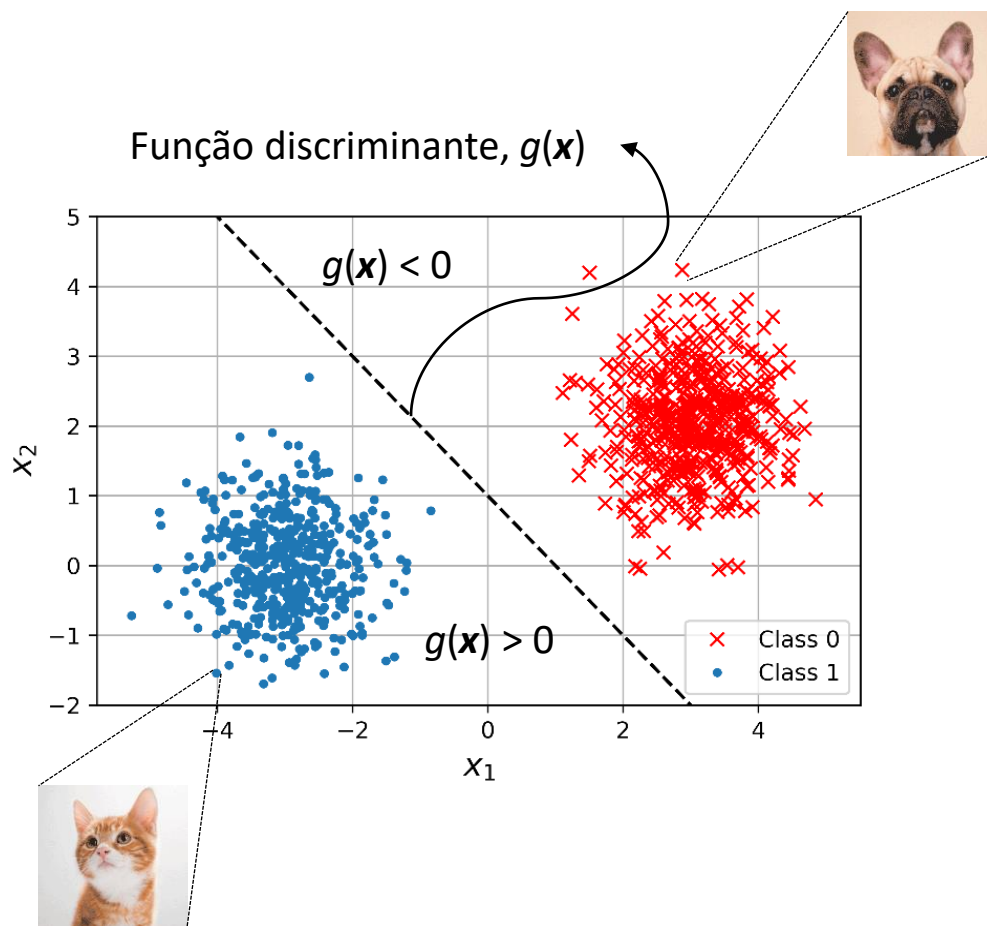 Função discriminante, g(x)
5
g(x) < 0
4
3
2
x₂
1
0
−1
g(x) > 0
Class 0
Class 1
−2
−4 −2 0 2 4
x₁